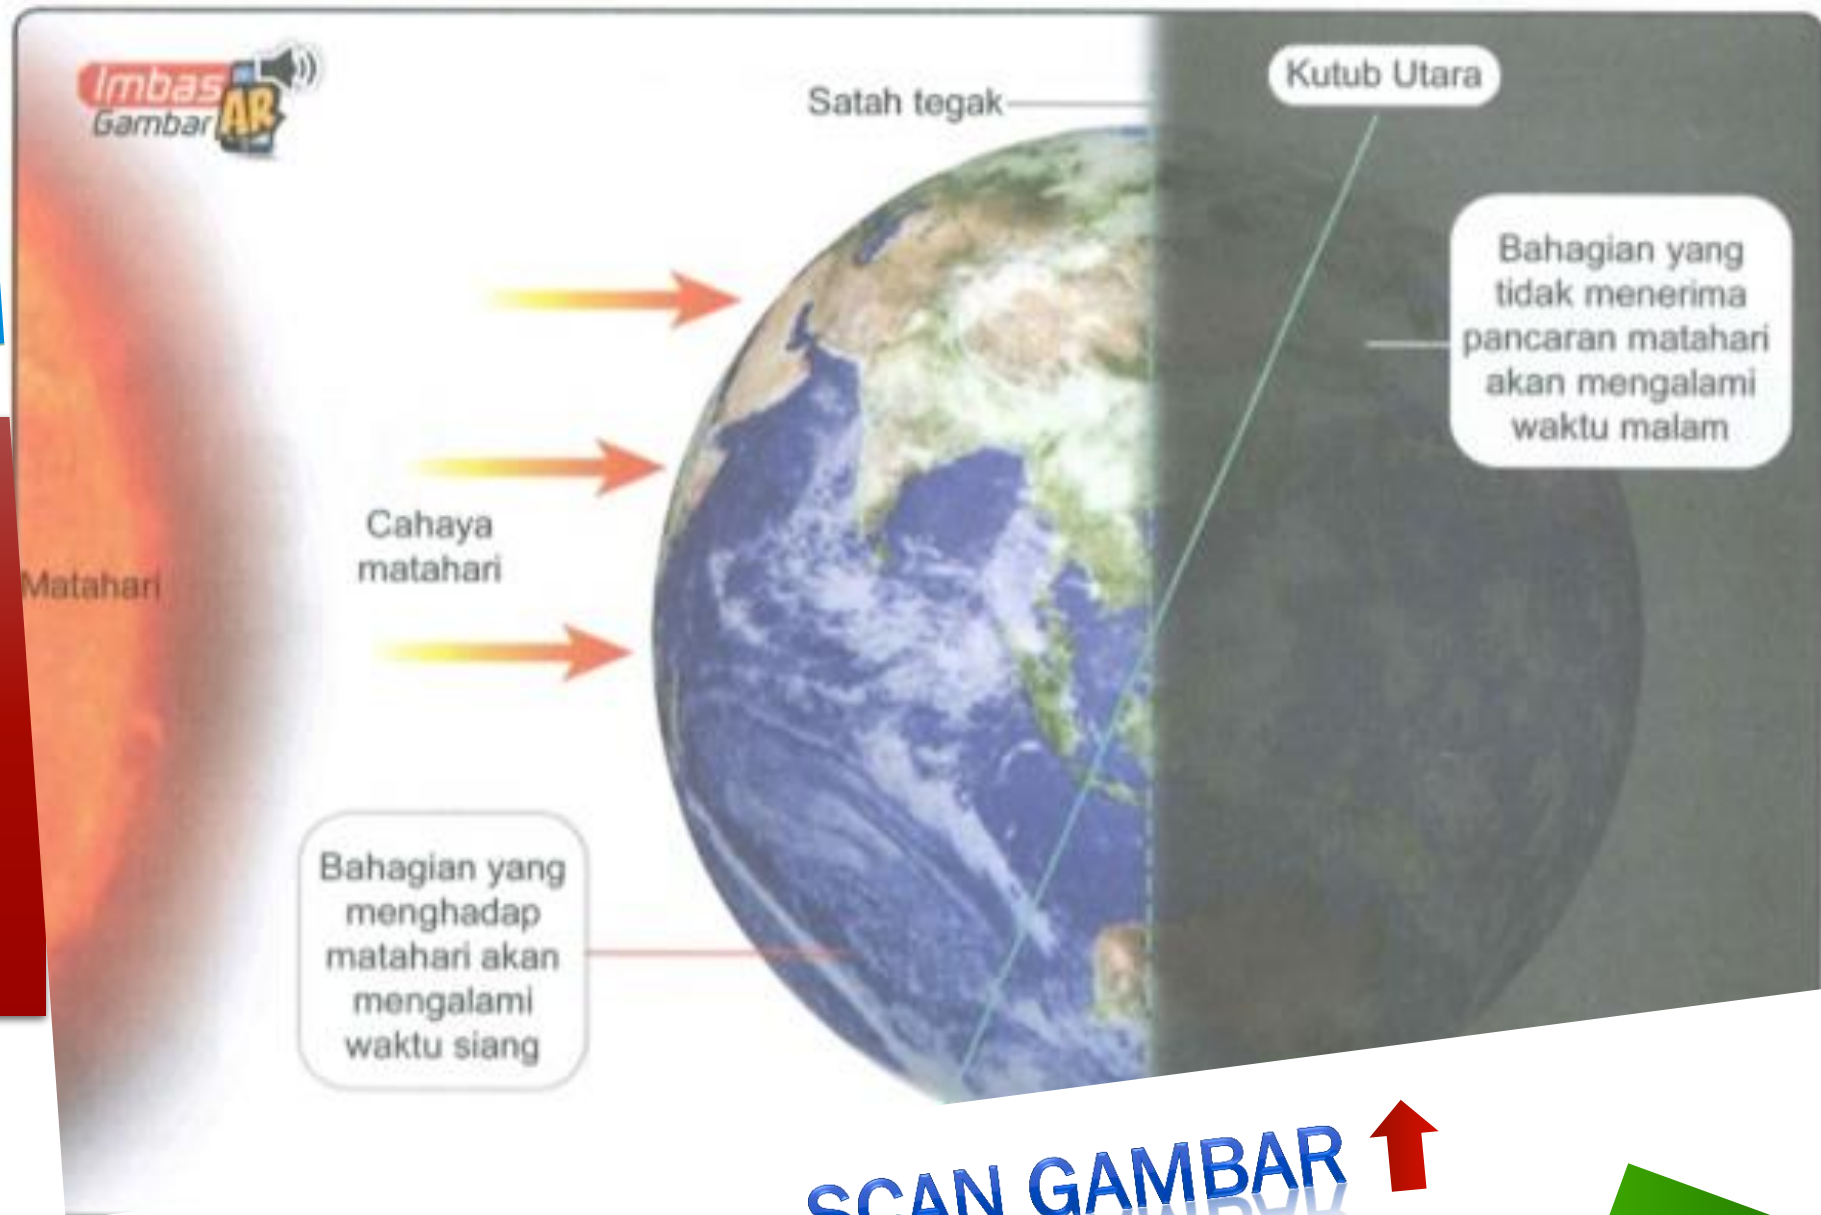 Imbas
Gambar AR
Satah tegak
Kutub Utara
Bahagian yang
tidak menerima
pancaran matahari
akan mengalami
waktu malam
Cahaya
matahari
Matahari
Bahagian yang
menghadap
matahari akan
mengalami
waktu siang
SCAN GAMBAR